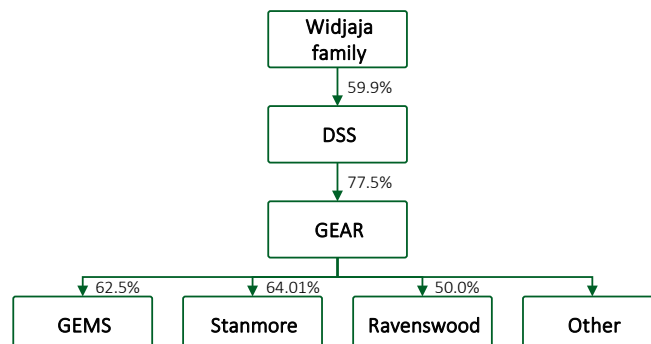 Widjaja
family
59.9%
DSS
77.5%
GEAR
62.5%
64.01%
50.0%
GEMS
Stanmore
Ravenswood
Other